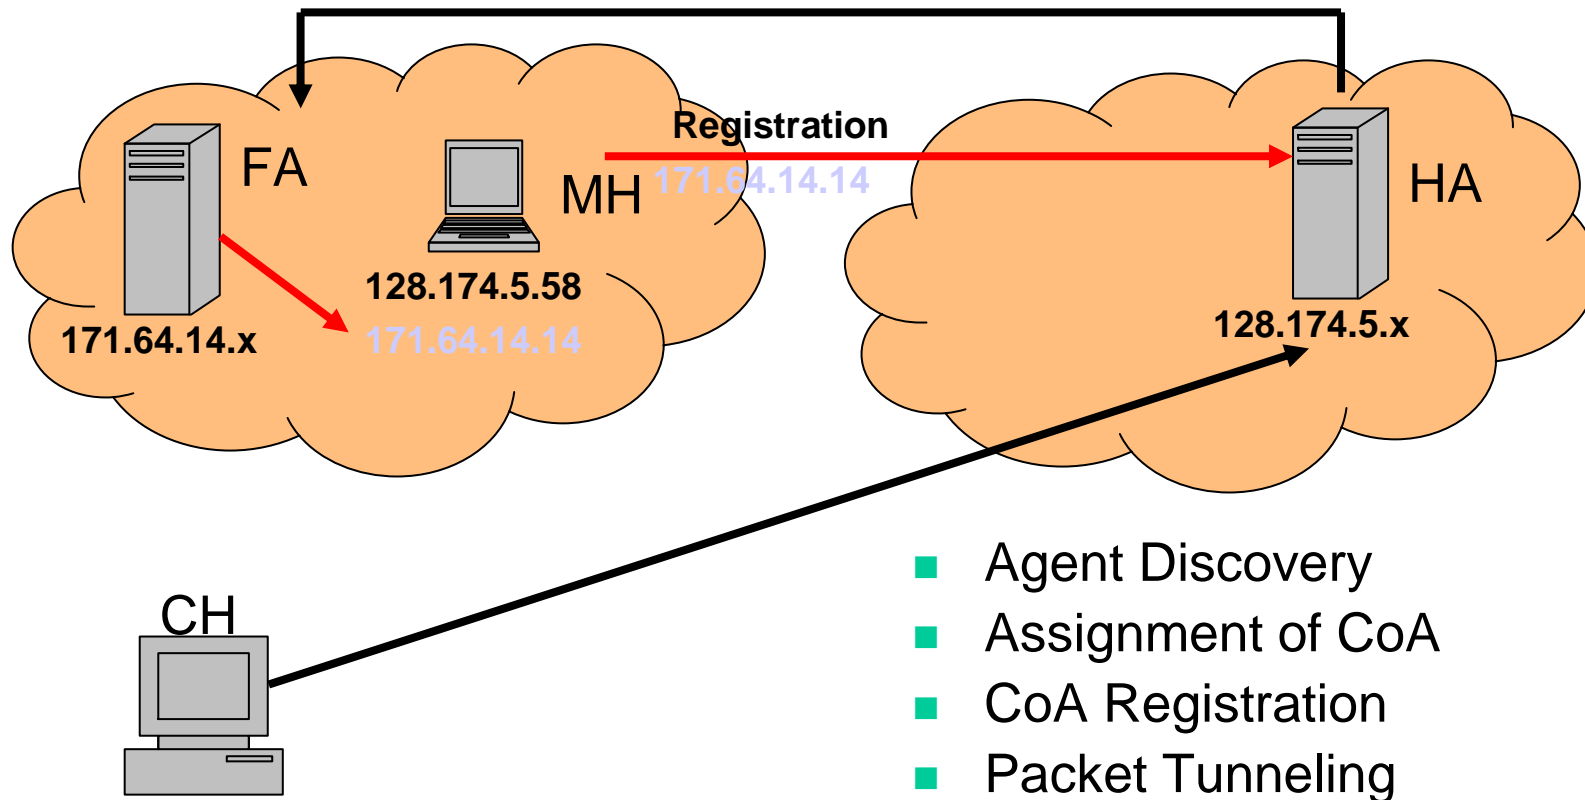 Registration
171.64.14.14
FA
MH
HA
128.174.5.58
171.64.14.14
171.64.14.x
128.174.5.x
CH
Agent Discovery
Assignment of CoA
CoA Registration
Packet Tunneling